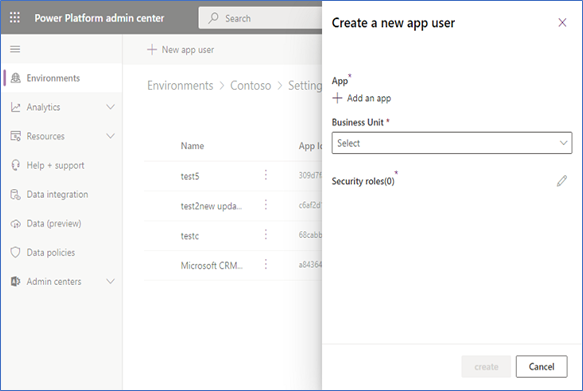 Power Platform admin center
Search
Environments
Analytics
Resources
Help + support
Data integration
Data (preview)
Data policies
Admin centers
+ New app user
Environments > Contoso > Setting
Name App Id
test5 309d7f
test2new upda... c6af2d1
testc 68cabb
Microsoft CRM... a84364
Create a new app user
App*
+ Add an app
Business Unit *
Select
Security roles(0)*
create Cancel